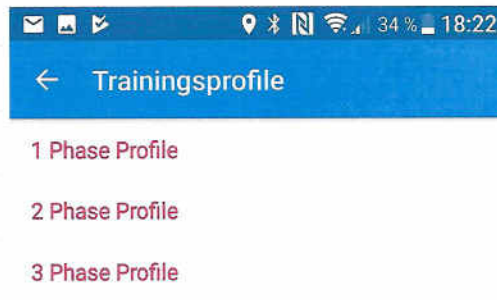 34 % 18:22
Trainingsprofile
1 Phase Profile
2 Phase Profile
3 Phase Profile